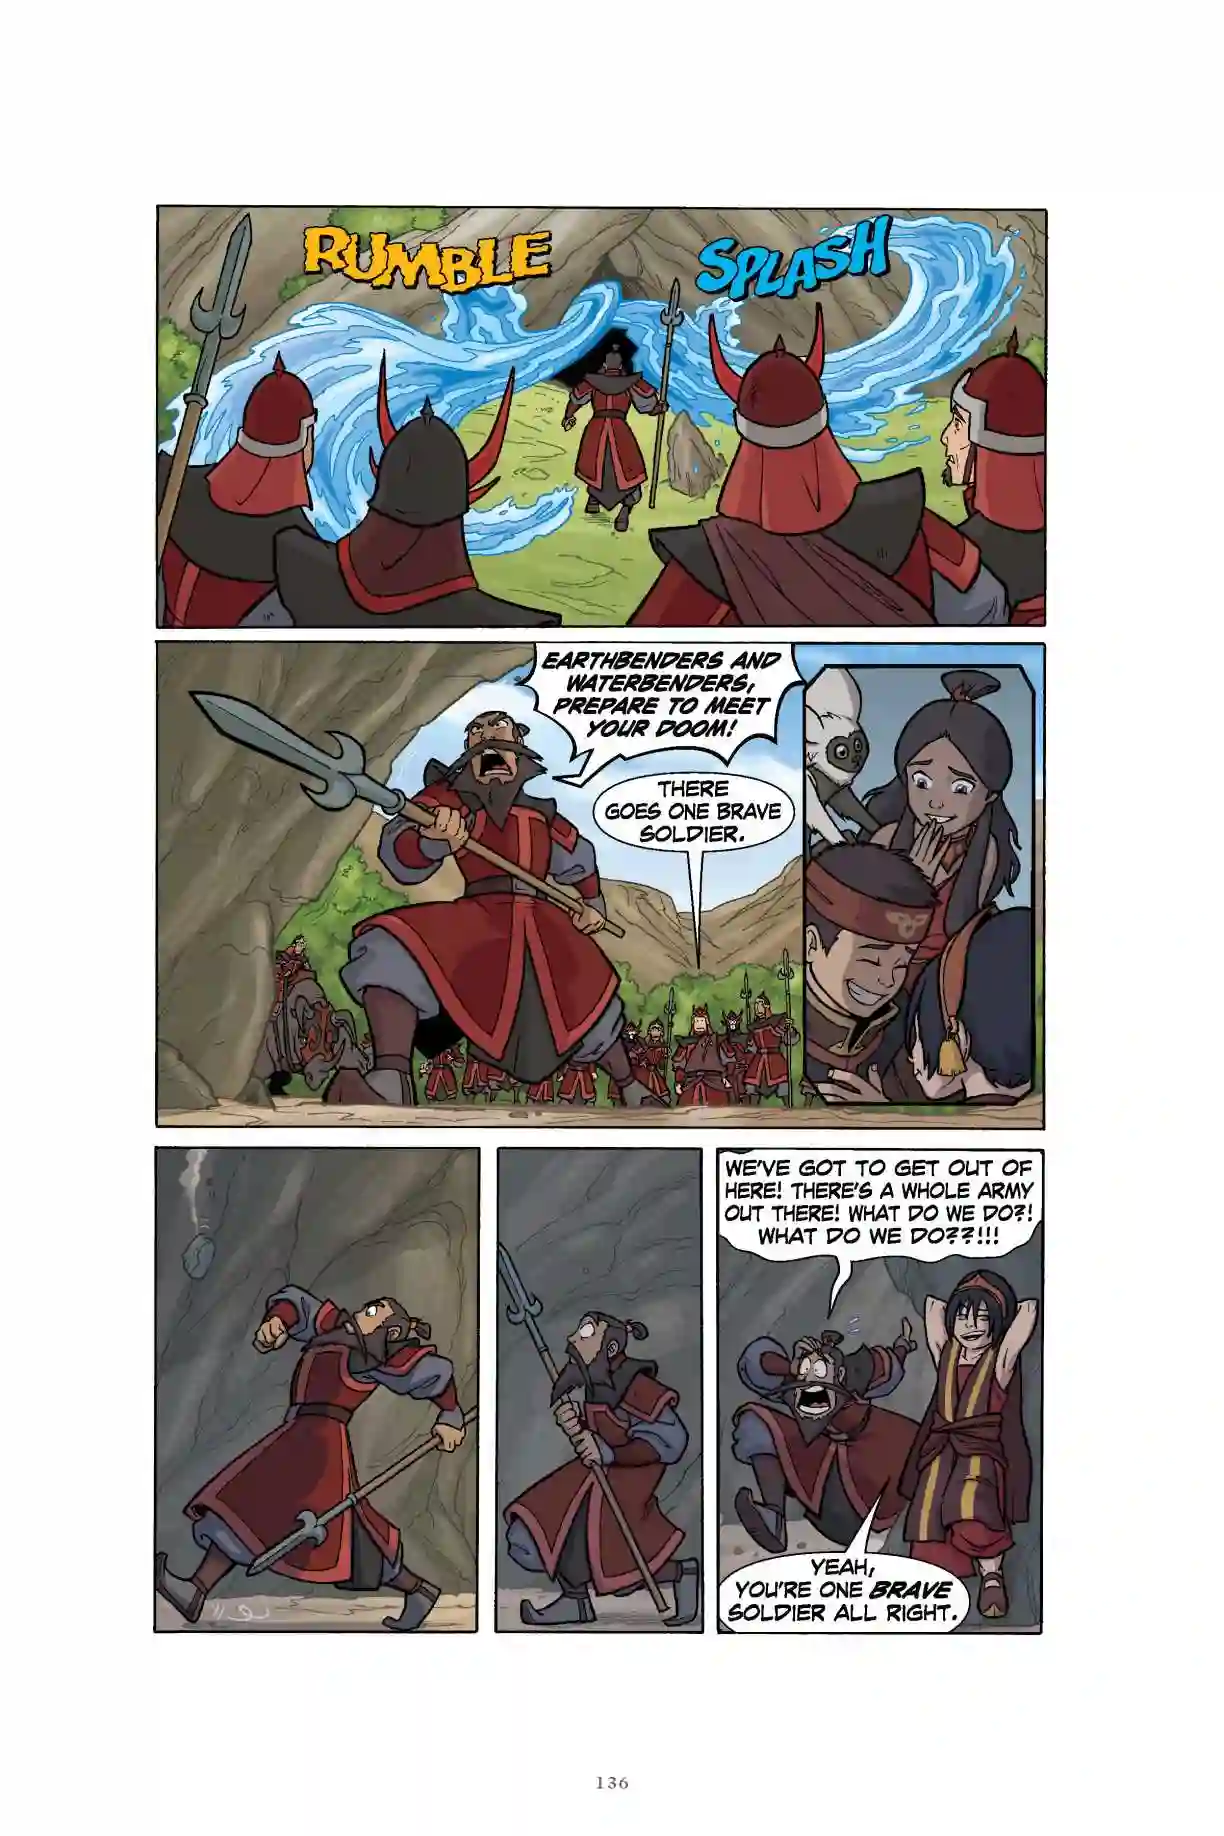 RUMBLE
SPLASH
EARTHBENDERS AND
WATERBENDERS,
PREPARE TO MEET
YOUR DOOM!
THERE
GOES ONE BRAVE
SOLDIER.
WE'VE GOT TO GET OUT OF
HERE! THERE'S A WHOLE ARMY
OUT THERE! WHAT DO WE DO?!
WHAT DO WE DO??!!!
YEAH,
YOU'RE ONE BRAVE
SOLDIER ALL RIGHT.
136